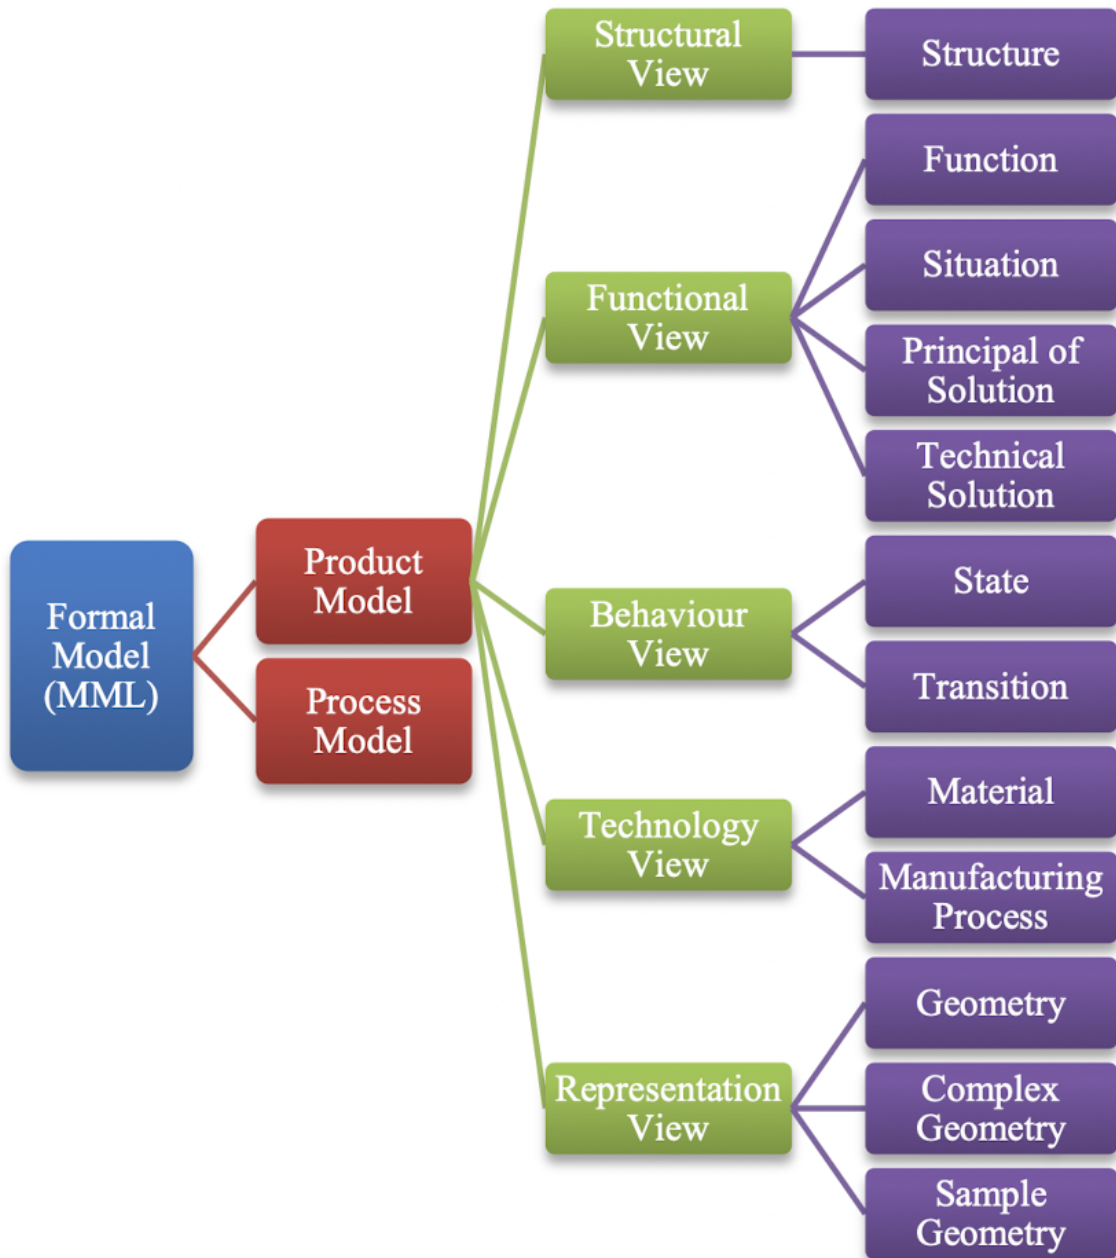 Formal
Model
(MML)
Product
Model
Process
Model
Structural
View
Functional
View
Behaviour
View
Technology
View
Representation
View
Structure
Function
Situation
Principal of
Solution
Technical
Solution
State
Transition
Material
Manufacturing
Process
Geometry
Complex
Geometry
Sample
Geometry